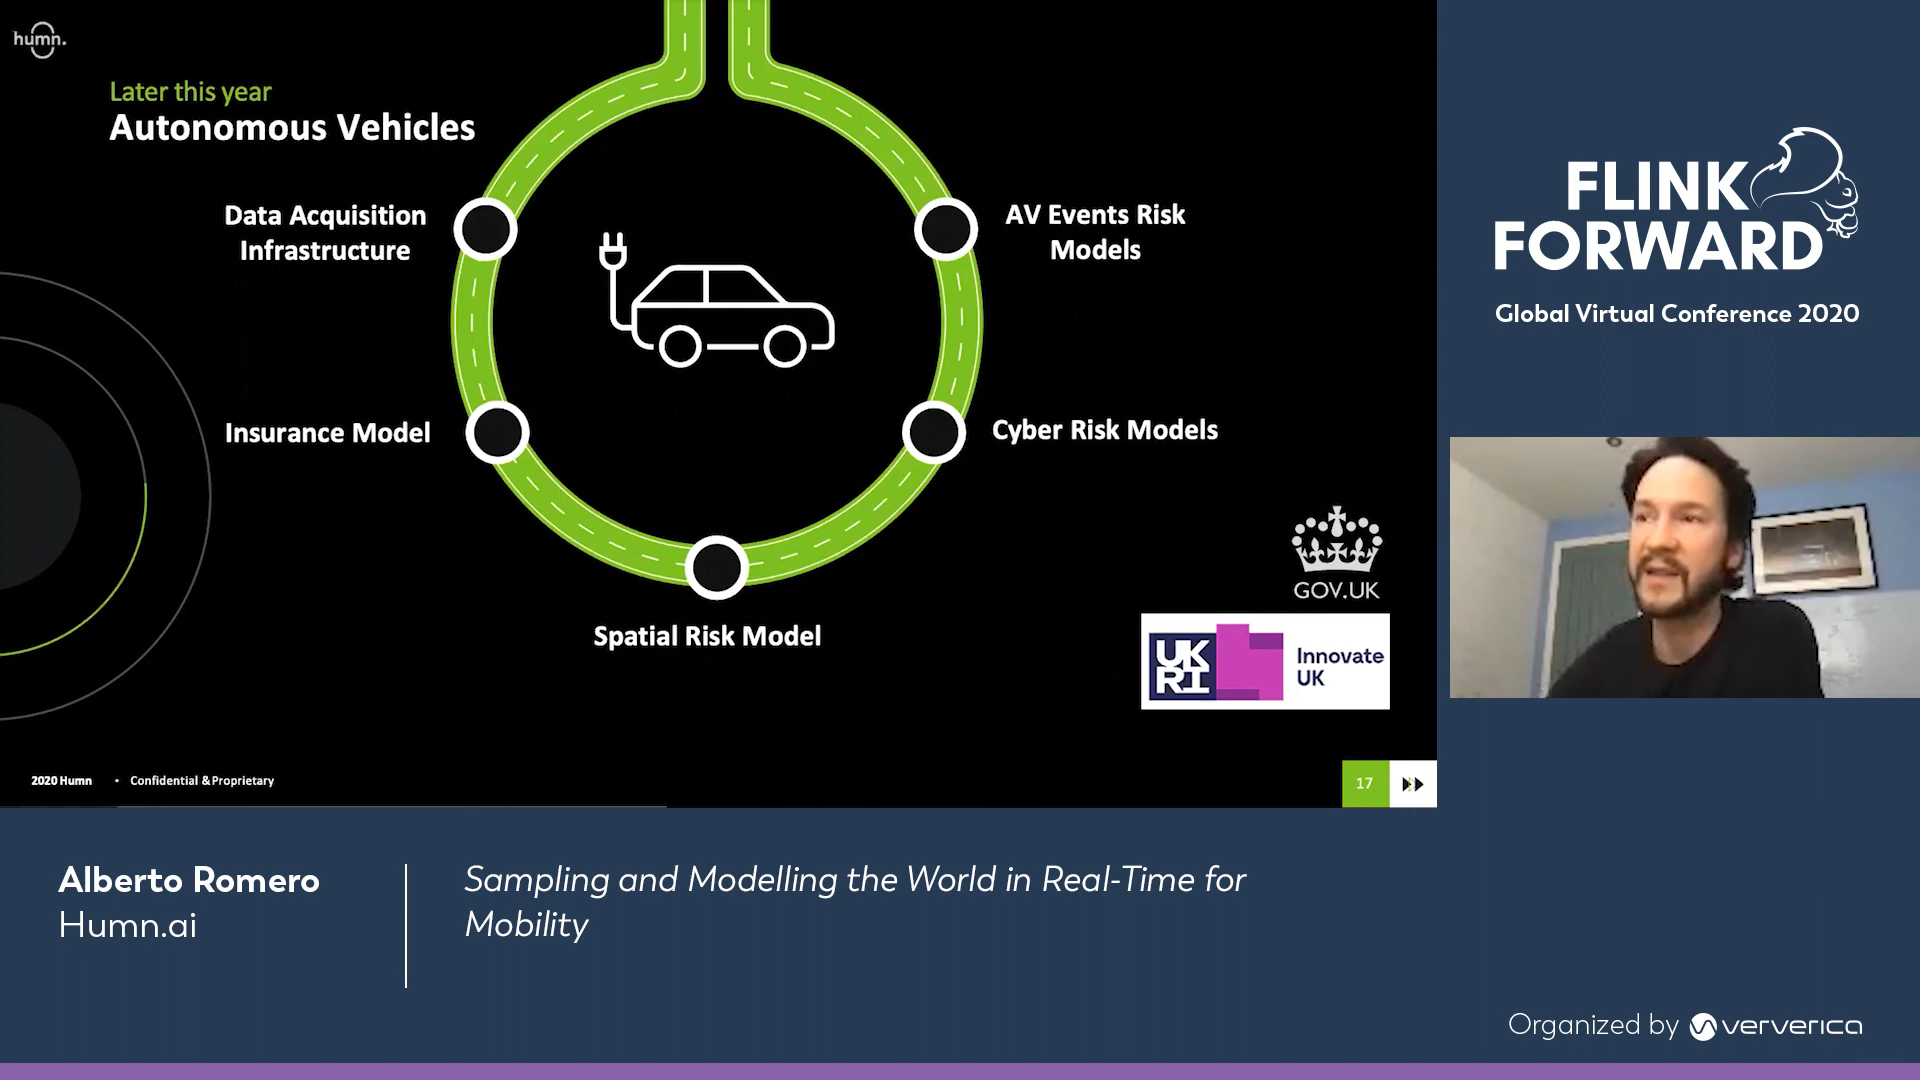 humn.
Later this year
Autonomous Vehicles
Data Acquisition
Infrastructure
AV Events Risk
Models
Insurance Model
Cyber Risk Models
Spatial Risk Model
GOV.UK
UK
RI
Innovate
UK
2020 Humn • Confidential & Proprietary
17
FLINK
FORWARD
Global Virtual Conference 2020
Alberto Romero
Humn.ai
Sampling and Modelling the World in Real-Time for
Mobility
Organized by ververica